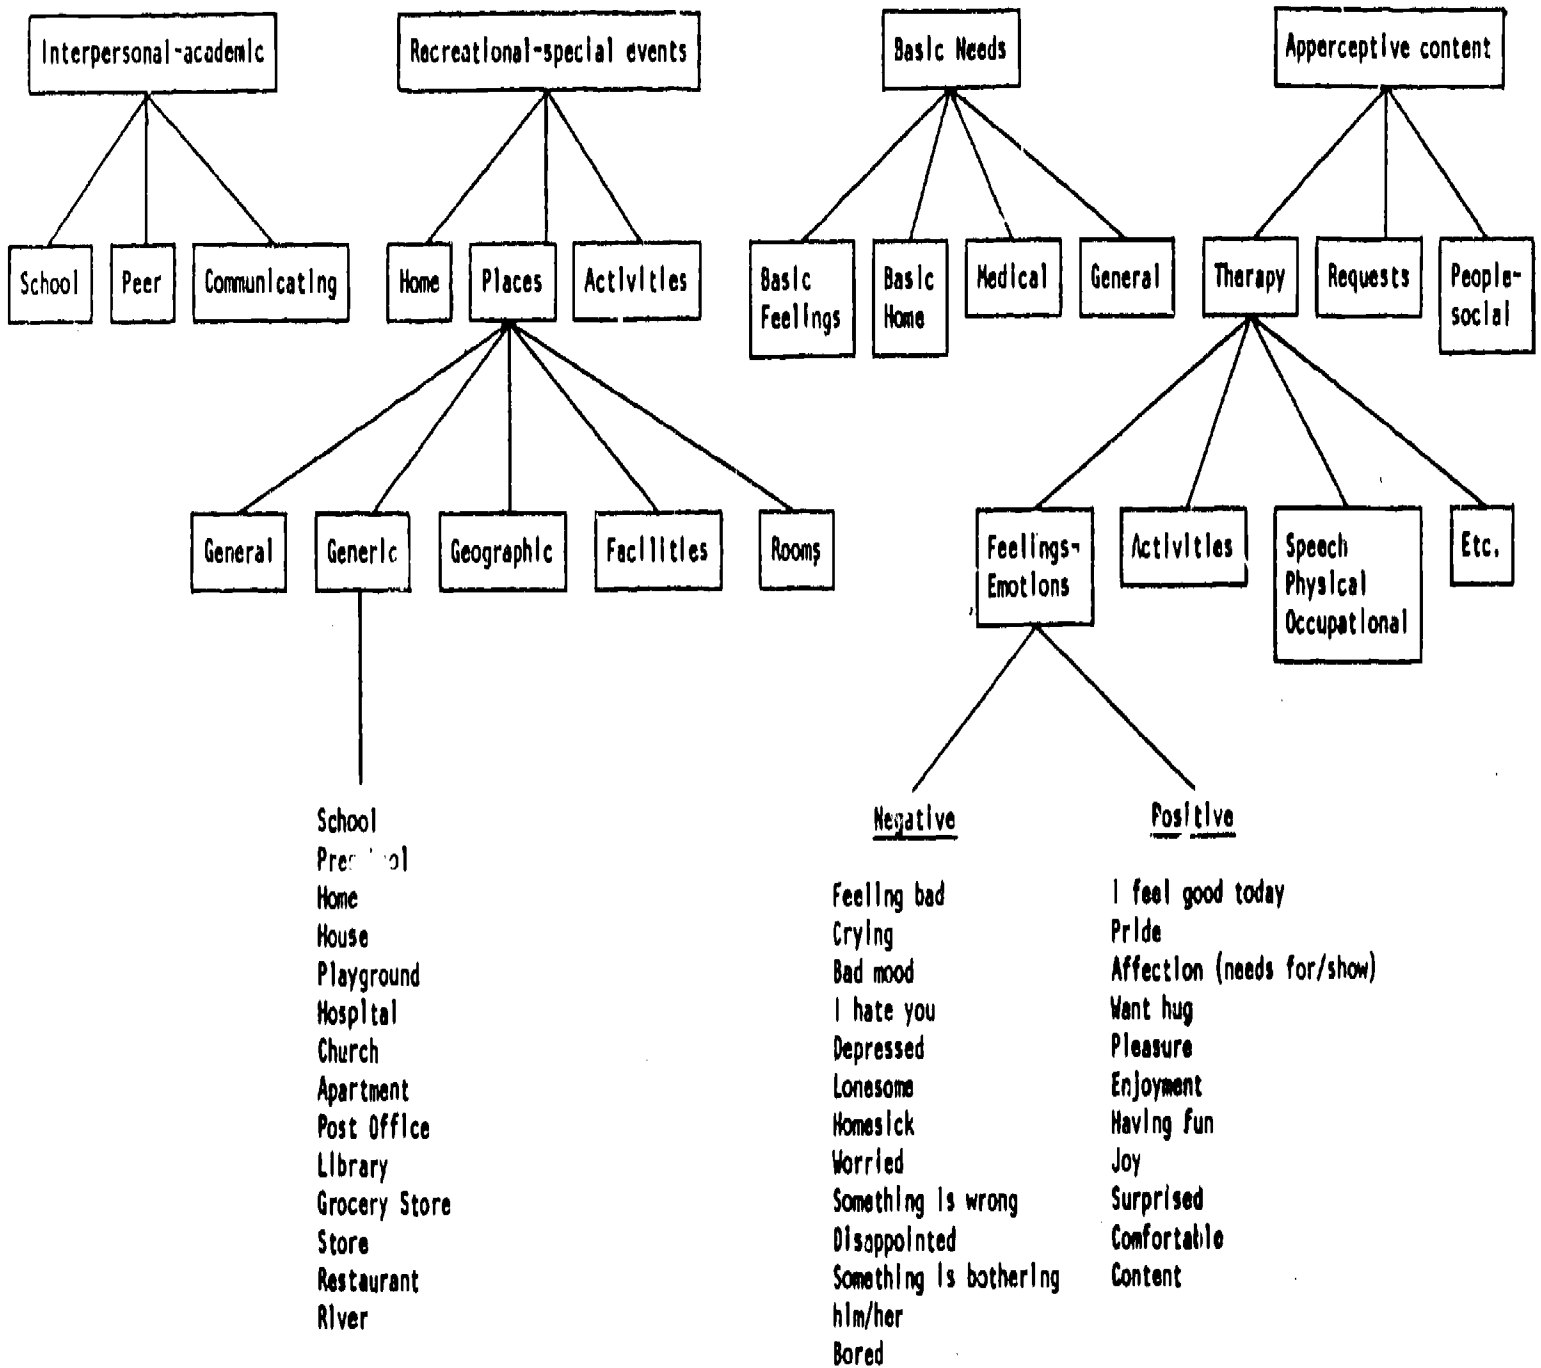 Interpersonal-academic
Recreational-special events
Basic Needs
Apperceptive content
School
Peer
Communicating
Home
Places
Activities
Basic
Feelings
Basic
Home
Medical
General
Therapy
Requests
People-
social
General
Generic
Geographic
Facilities
Rooms
Feelings-
Emotions
Activities
Speech
Physical
Occupational
Etc.
School
Home
House
Playground
Hospital
Church
Apartment
Post Office
Library
Grocery Store
Store
Restaurant
River
Negative
Feeling bad
Crying
Bad mood
I hate you
Depressed
Lonesome
Homesick
Worried
Something is wrong
Disappointed
Something is bothering
him/her
Bored
Positive
I feel good today
Pride
Affection (needs for/show)
Want hug
Pleasure
Enjoyment
Having fun
Joy
Surprised
Comfortable
Content